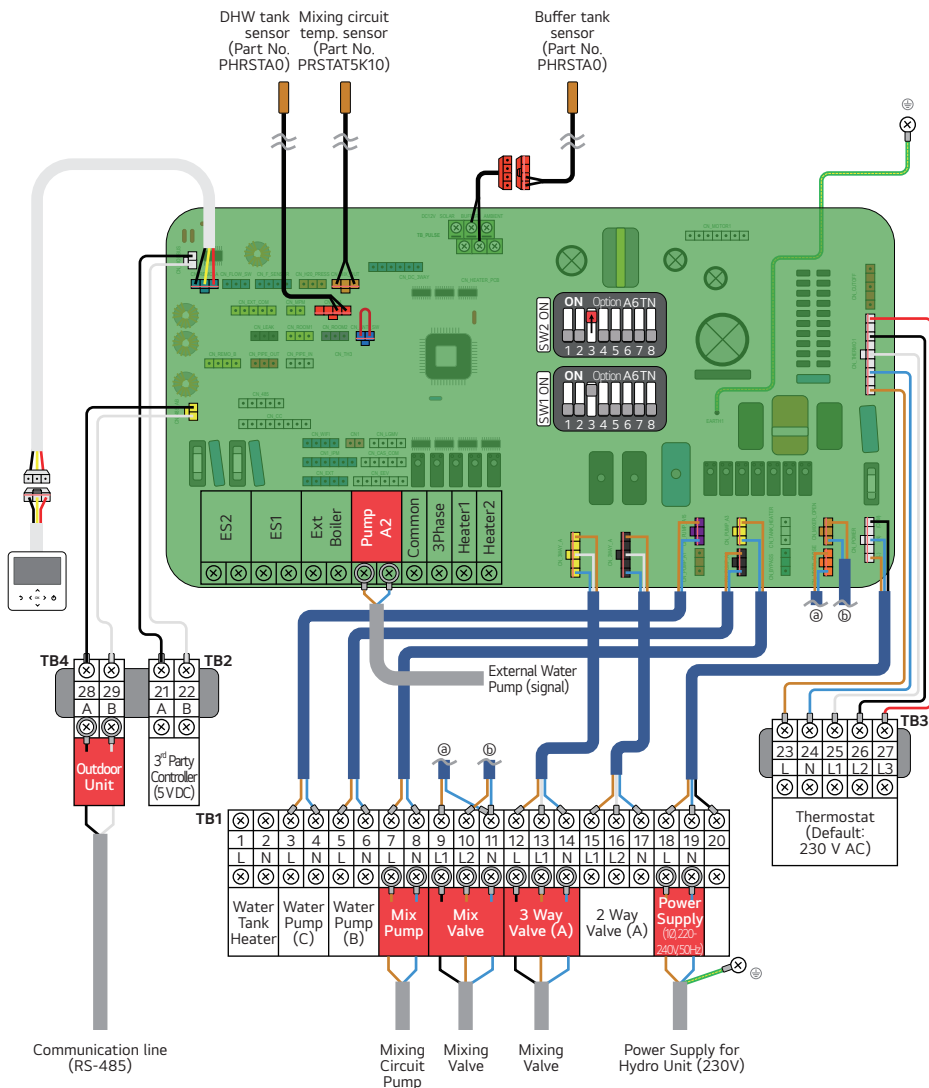 DHW tank
sensor
(Part No.
PHRSTA0)
Mixing circuit
temp. sensor
(Part No.
PRSTAT5K10)
Buffer tank
sensor
(Part No.
PHRSTA0)
SW2 ON
ON Option A6TN
1 2 3 4 5 6 7 8
SW1 ON
ON Option A6TN
1 2 3 4 5 6 7 8
ES2
ES1
Ext
Boiler
Pump
A2
Common
3Phase
Heater1
Heater2
ⓐ ⓑ
External Water
Pump (signal)
TB4
28 29
A B
Outdoor
Unit
TB2
21 22
A B
3rd Party
Controller
(5 V DC)
TB3
23 24 25 26 27
L N L1 L2 L3
Thermostat
(Default:
230 V AC)
ⓐ ⓑ
TB1
1 2 3 4 5 6 7 8 9 10 11 12 13 14 15 16 17 18 19 20
L N L N L N L N L1 L2 N L L1 N L1 L2 N L N
Water
Tank
Heater
Water
Pump
(C)
Water
Pump
(B)
Mix
Pump
Mix
Valve
3 Way
Valve (A)
2 Way
Valve (A)
Power
Supply
(1Ø,220-
240V,50Hz)
Communication line
(RS-485)
Mixing
Circuit
Pump
Mixing
Valve
Mixing
Valve
Power Supply for
Hydro Unit (230V)